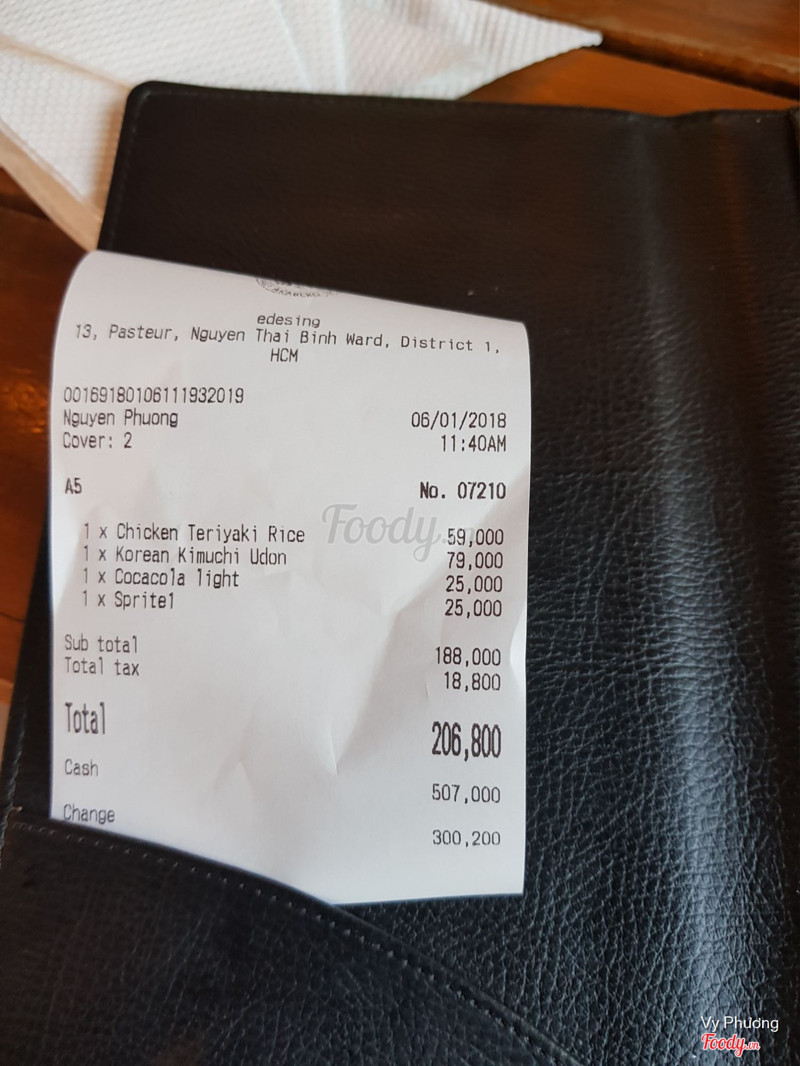 edesing
13, Pasteur, Nguyen Thai Binh Ward, District 1,
HCM
00169180106111932019
Nguyen Phuong 06/01/2018
Cover: 2 11:40AM
A5 No. 07210
1 x Chicken Teriyaki Rice 59,000
1 x Korean Kimuchi Udon 79,000
1 x Cocacola light 25,000
1 x Sprite1 25,000
Sub total 188,000
Total tax 18,800
Total 206,800
Cash 507,000
Change 300,200
Foody.vn
Vy Phương
Foody.vn